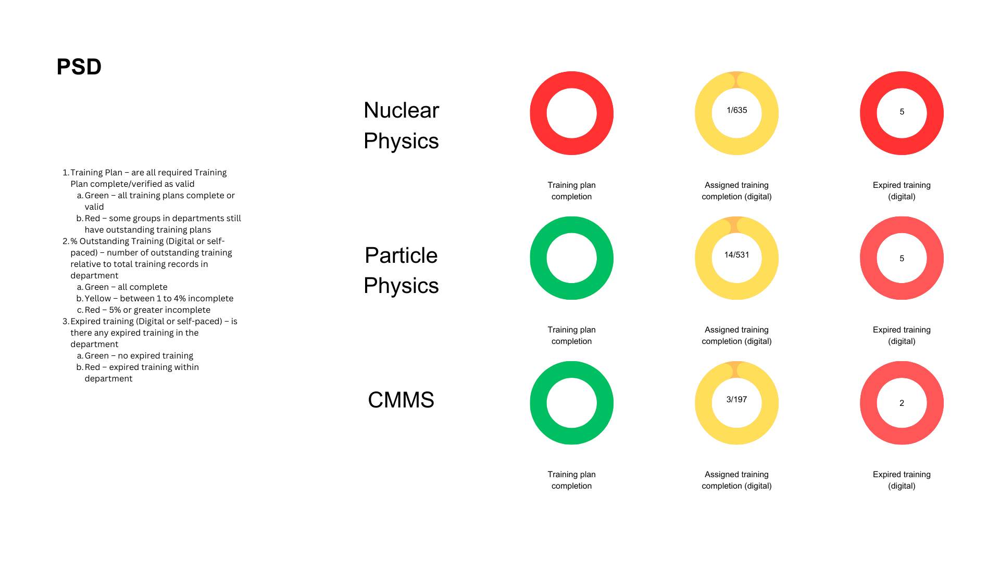 PSD
1. Training Plan – are all required Training
Plan complete/verified as valid
a. Green – all training plans complete or
valid
b. Red – some groups in departments still
have outstanding training plans
2. % Outstanding Training (Digital or self-
paced) – number of outstanding training
relative to total training records in
department
a. Green – all complete
b. Yellow – between 1 to 4% incomplete
c. Red – 5% or greater incomplete
3. Expired training (Digital or self-paced) – is
there any expired training in the
department
a. Green – no expired training
b. Red – expired training within
department
Nuclear
Physics
1/635
5
Training plan
completion
Assigned training
completion (digital)
Expired training
(digital)
Particle
Physics
14/531
5
Training plan
completion
Assigned training
completion (digital)
Expired training
(digital)
CMMS
3/197
2
Training plan
completion
Assigned training
completion (digital)
Expired training
(digital)